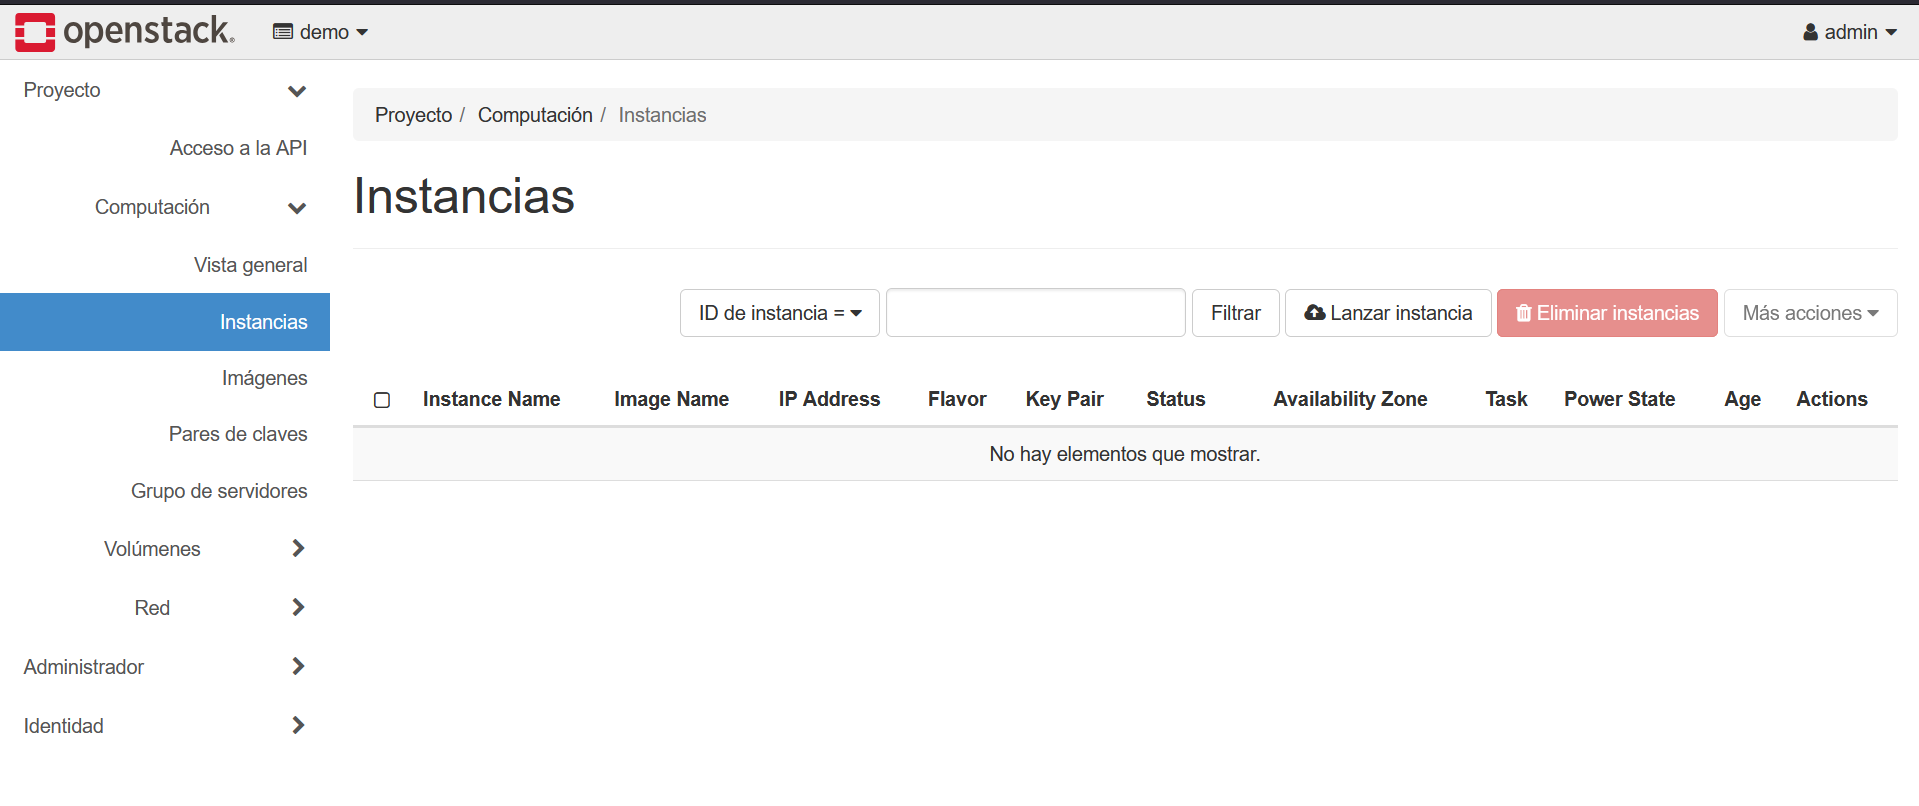 openstack.
demo
admin
Proyecto
Acceso a la API
Computación
Vista general
Instancias
Imágenes
Pares de claves
Grupo de servidores
Volúmenes
Red
Administrador
Identidad
Proyecto / Computación / Instancias
Instancias
ID de instancia = Filtrar Lanzar instancia Eliminar instancias Más acciones
Instance Name Image Name IP Address Flavor Key Pair Status Availability Zone Task Power State Age Actions
No hay elementos que mostrar.